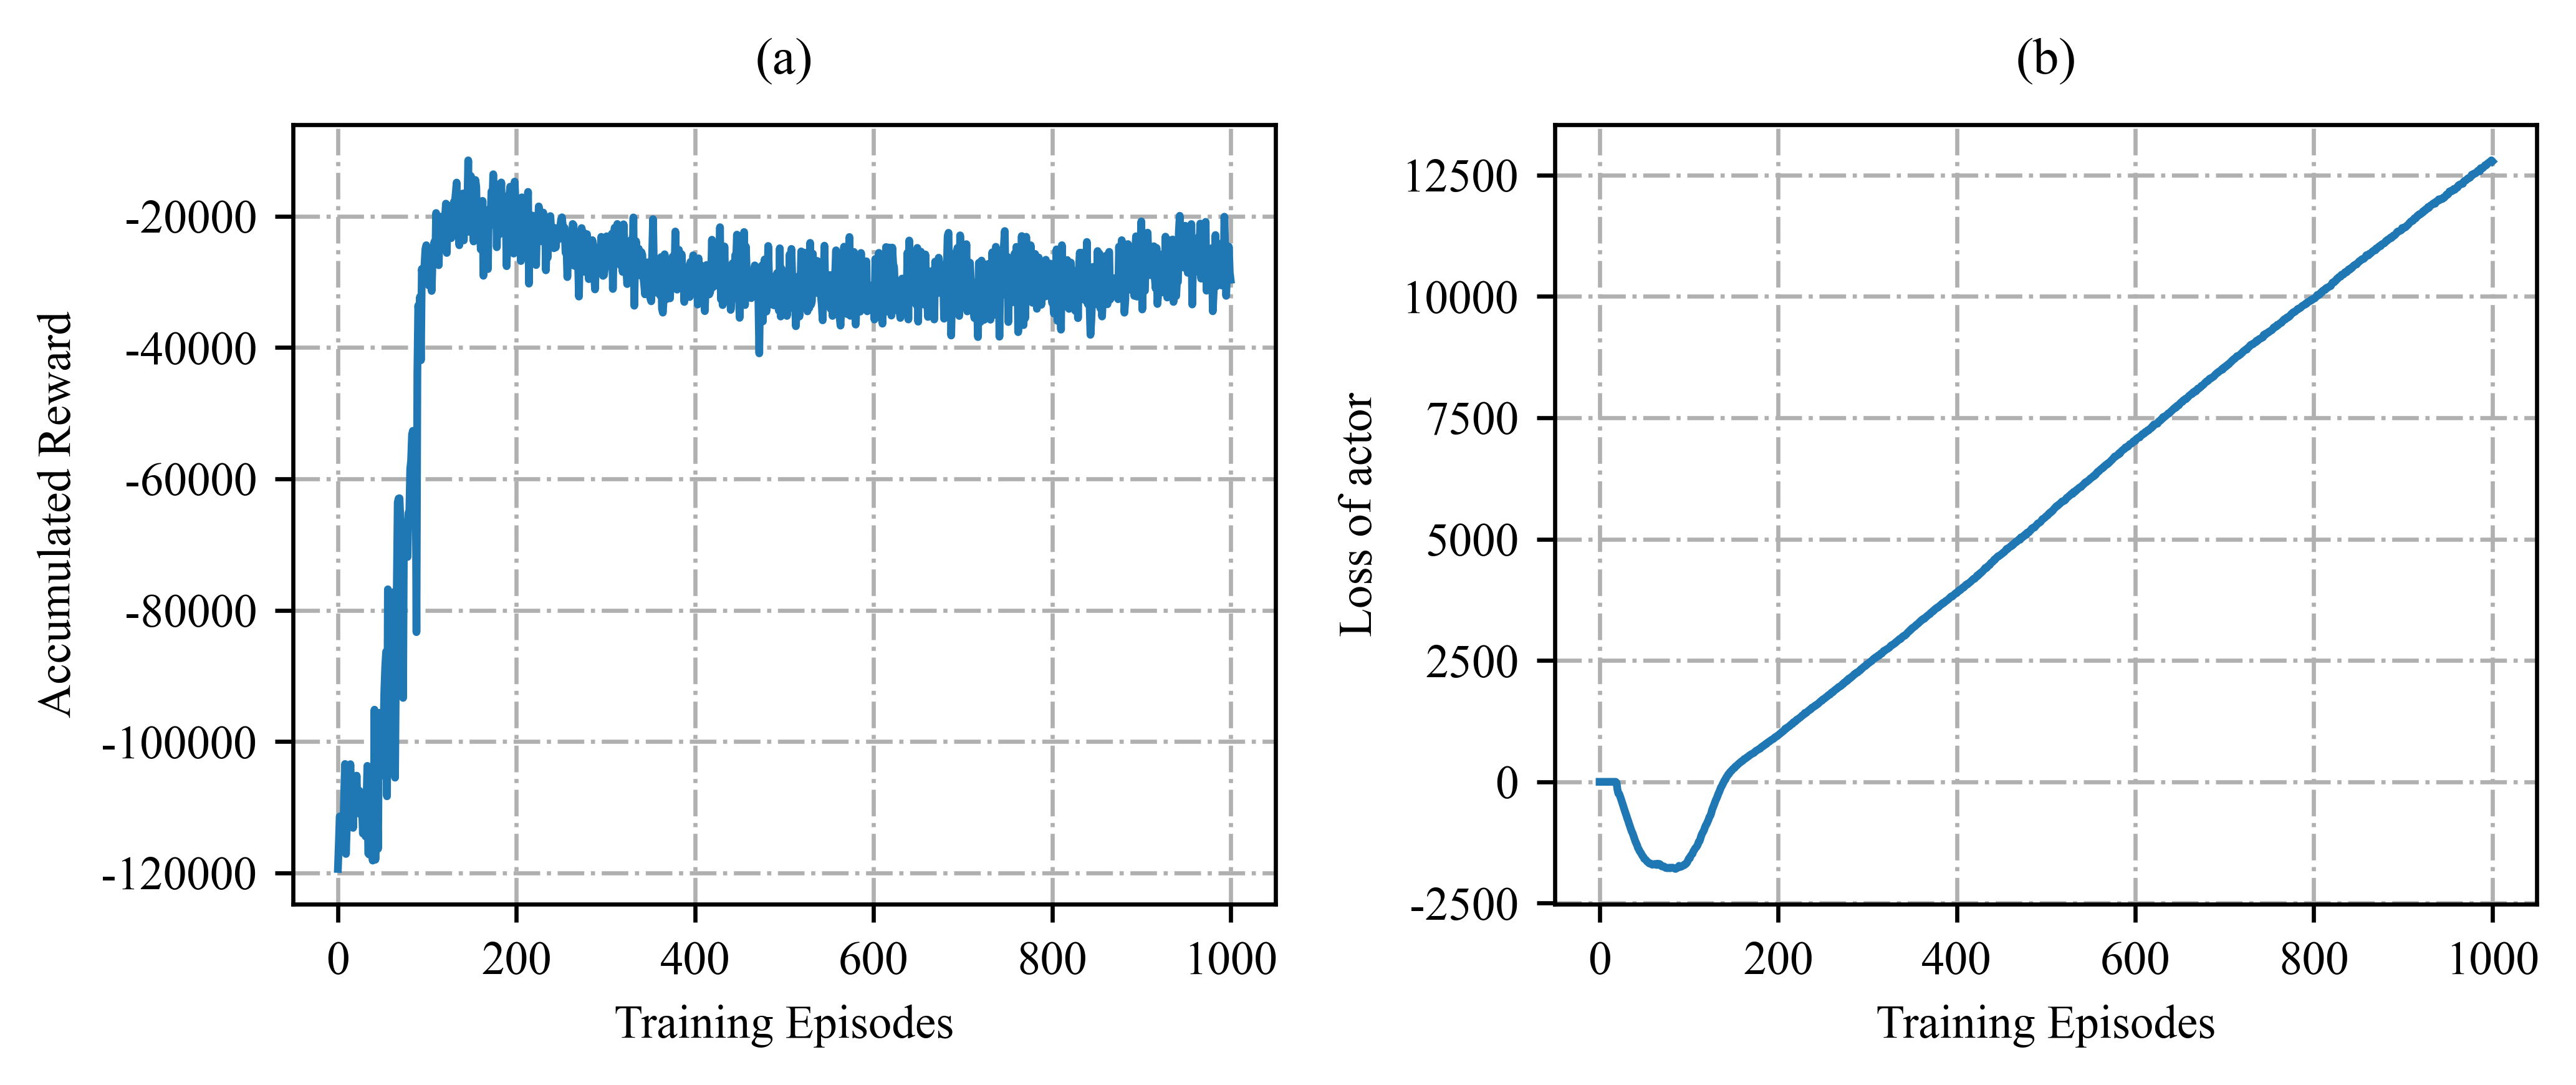 (a)
-20000
-40000
-60000
-80000
-100000
-120000
Accumulated Reward
0 200 400 600 800 1000
Training Episodes
(b)
12500
10000
7500
5000
2500
0
-2500
Loss of actor
0 200 400 600 800 1000
Training Episodes